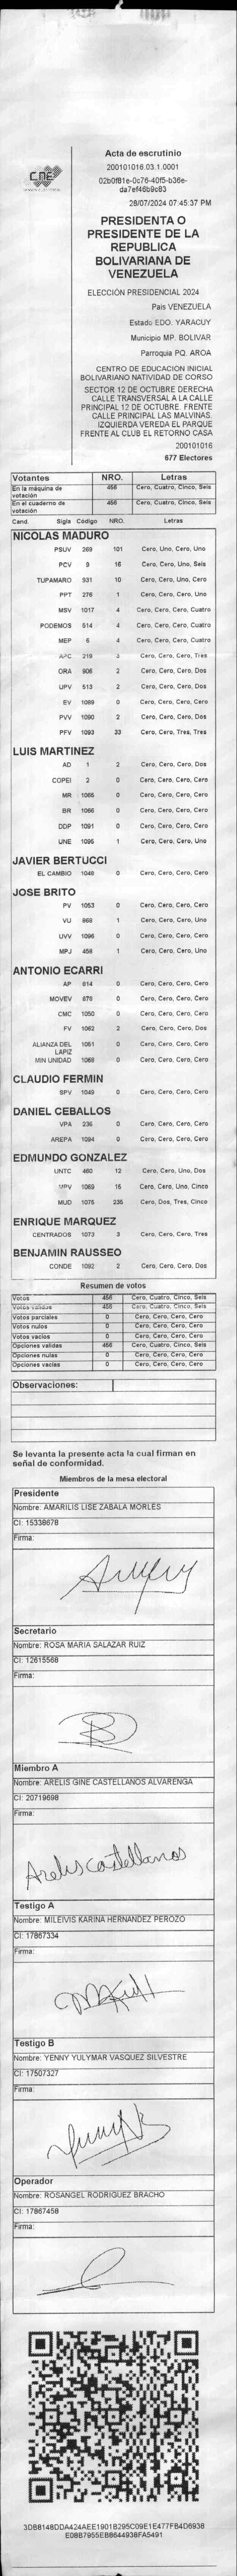 CNE
Acta de escrutinio
200101016.03.1.0001
02b0f81e-0c76-40f5-b36e-
da7ef46b9c83
28/07/2024 07:45:37 PM
PRESIDENTA O
PRESIDENTE DE LA
REPUBLICA
BOLIVARIANA DE
VENEZUELA
ELECCIÓN PRESIDENCIAL 2024
Pais VENEZUELA
Estado EDO. YARACUY
Municipio MP. BOLIVAR
Parroquia PQ. AROA
CENTRO DE EDUCACION INICIAL
BOLIVARIANO NATIVIDAD DE CORSO
SECTOR 12 DE OCTUBRE DERECHA
CALLE TRANSVERSAL A LA CALLE
PRINCIPAL 12 DE OCTUBRE. FRENTE
CALLE PRINCIPAL LAS MALVINAS.
IZQUIERDA VEREDA EL PARQUE
FRENTE AL CLUB EL RETORNO CASA
200101016
677 Electores
Votantes NRO. Letras
En la máquina de votación 456 Cero, Cuatro, Cinco, Seis
En el cuaderno de votación 456 Cero, Cuatro, Cinco, Seis
Cand. Sigla Código NRO. Letras
NICOLAS MADURO
PSUV 269 101 Cero, Uno, Cero, Uno
PCV 9 16 Cero, Cero, Uno, Seis
TUPAMARO 931 10 Cero, Cero, Uno, Cero
PPT 276 1 Cero, Cero, Cero, Uno
MSV 1017 4 Cero, Cero, Cero, Cuatro
PODEMOS 514 4 Cero, Cero, Cero, Cuatro
MEP 6 4 Cero, Cero, Cero, Cuatro
APC 219 3 Cero, Cero, Cero, Tres
ORA 906 2 Cero, Cero, Cero, Dos
UPV 513 2 Cero, Cero, Cero, Dos
EV 1089 0 Cero, Cero, Cero, Cero
PVV 1090 2 Cero, Cero, Cero, Dos
PFV 1093 33 Cero, Cero, Tres, Tres
LUIS MARTINEZ
AD 1 2 Cero, Cero, Cero, Dos
COPEI 2 0 Cero, Cero, Cero, Cero
MR 1065 0 Cero, Cero, Cero, Cero
BR 1066 0 Cero, Cero, Cero, Cero
DDP 1091 0 Cero, Cero, Cero, Cero
UNE 1095 1 Cero, Cero, Cero, Uno
JAVIER BERTUCCI
EL CAMBIO 1048 0 Cero, Cero, Cero, Cero
JOSE BRITO
PV 1053 0 Cero, Cero, Cero, Cero
VU 868 1 Cero, Cero, Cero, Uno
UVV 1096 0 Cero, Cero, Cero, Cero
MPJ 458 1 Cero, Cero, Cero, Uno
ANTONIO ECARRI
AP 814 0 Cero, Cero, Cero, Cero
MOVEV 876 0 Cero, Cero, Cero, Cero
CMC 1050 0 Cero, Cero, Cero, Cero
FV 1062 2 Cero, Cero, Cero, Dos
ALIANZA DEL LAPIZ 1051 0 Cero, Cero, Cero, Cero
MIN UNIDAD 1068 0 Cero, Cero, Cero, Cero
CLAUDIO FERMIN
SPV 1049 0 Cero, Cero, Cero, Cero
DANIEL CEBALLOS
VPA 236 0 Cero, Cero, Cero, Cero
AREPA 1094 0 Cero, Cero, Cero, Cero
EDMUNDO GONZALEZ
UNTC 460 12 Cero, Cero, Uno, Dos
MPV 1069 15 Cero, Cero, Uno, Cinco
MUD 1075 235 Cero, Dos, Tres, Cinco
ENRIQUE MARQUEZ
CENTRADOS 1073 3 Cero, Cero, Cero, Tres
BENJAMIN RAUSSEO
CONDE 1092 2 Cero, Cero, Cero, Dos
Resumen de votos
Votos 456 Cero, Cuatro, Cinco, Seis
Votos validos 456 Cero, Cuatro, Cinco, Seis
Votos parciales 0 Cero, Cero, Cero, Cero
Votos nulos 0 Cero, Cero, Cero, Cero
Votos vacios 0 Cero, Cero, Cero, Cero
Opciones validas 456 Cero, Cuatro, Cinco, Seis
Opciones nulas 0 Cero, Cero, Cero, Cero
Opciones vacias 0 Cero, Cero, Cero, Cero
Observaciones:
Se levanta la presente acta la cual firman en
señal de conformidad.
Miembros de la mesa electoral
Presidente
Nombre: AMARILIS LISE ZABALA MORLES
CI: 15338678
Firma:
Secretario
Nombre: ROSA MARIA SALAZAR RUIZ
CI: 12615568
Firma:
Miembro A
Nombre: ARELIS GINE CASTELLANOS ALVARENGA
CI: 20719698
Firma:
Arelis castellanos
Testigo A
Nombre: MILEIVIS KARINA HERNANDEZ PEROZO
CI: 17867334
Firma:
Testigo B
Nombre: YENNY YULYMAR VASQUEZ SILVESTRE
CI: 17507327
Firma:
Operador
Nombre: ROSANGEL RODRIGUEZ BRACHO
CI: 17867458
Firma:
3DB8148DDA424AEE1901B295C09E1E477FB4D6938
E08B7955EB8644938FA5491